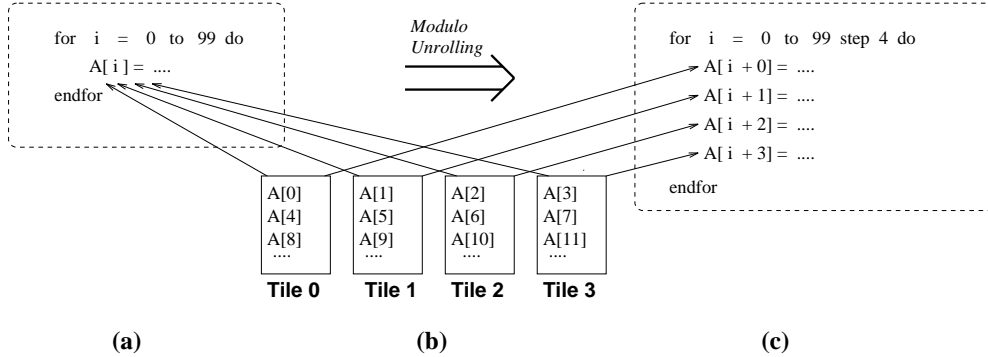 for i = 0 to 99 do
A[ i ] = ....
endfor
Modulo
Unrolling
for i = 0 to 99 step 4 do
A[ i + 0] = ....
A[ i + 1] = ....
A[ i + 2] = ....
A[ i + 3] = ....
endfor
A[0]
A[4]
A[8]
....
Tile 0
A[1]
A[5]
A[9]
....
Tile 1
A[2]
A[6]
A[10]
....
Tile 2
A[3]
A[7]
A[11]
....
Tile 3
(a)
(b)
(c)